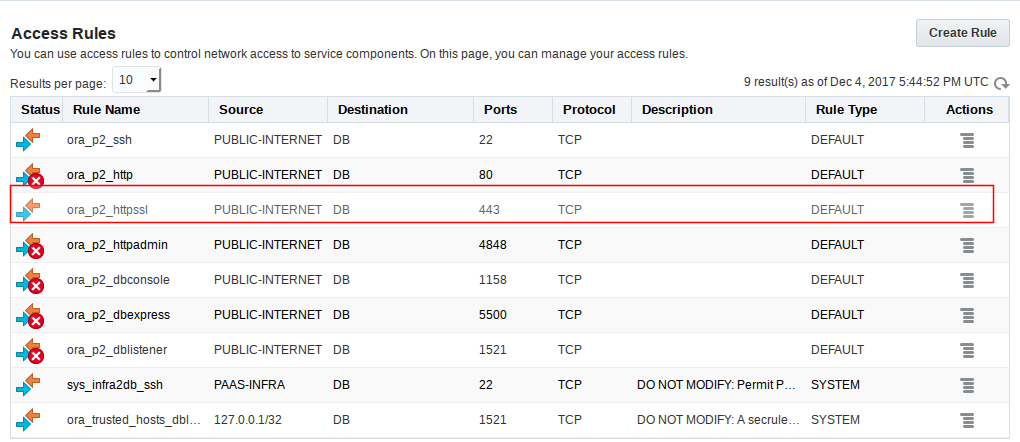 Access Rules
Create Rule
You can use access rules to control network access to service components. On this page, you can manage your access rules.
Results per page: 10
9 result(s) as of Dec 4, 2017 5:44:52 PM UTC
Status Rule Name Source Destination Ports Protocol Description Rule Type Actions
ora_p2_ssh PUBLIC-INTERNET DB 22 TCP DEFAULT
ora_p2_http PUBLIC-INTERNET DB 80 TCP DEFAULT
ora_p2_httpssl PUBLIC-INTERNET DB 443 TCP DEFAULT
ora_p2_httpadmin PUBLIC-INTERNET DB 4848 TCP DEFAULT
ora_p2_dbconsole PUBLIC-INTERNET DB 1158 TCP DEFAULT
ora_p2_dbexpress PUBLIC-INTERNET DB 5500 TCP DEFAULT
ora_p2_dblistener PUBLIC-INTERNET DB 1521 TCP DEFAULT
sys_infra2db_ssh PAAS-INFRA DB 22 TCP DO NOT MODIFY: Permit P... SYSTEM
ora_trusted_hosts_dbl... 127.0.0.1/32 DB 1521 TCP DO NOT MODIFY: A secrule... SYSTEM